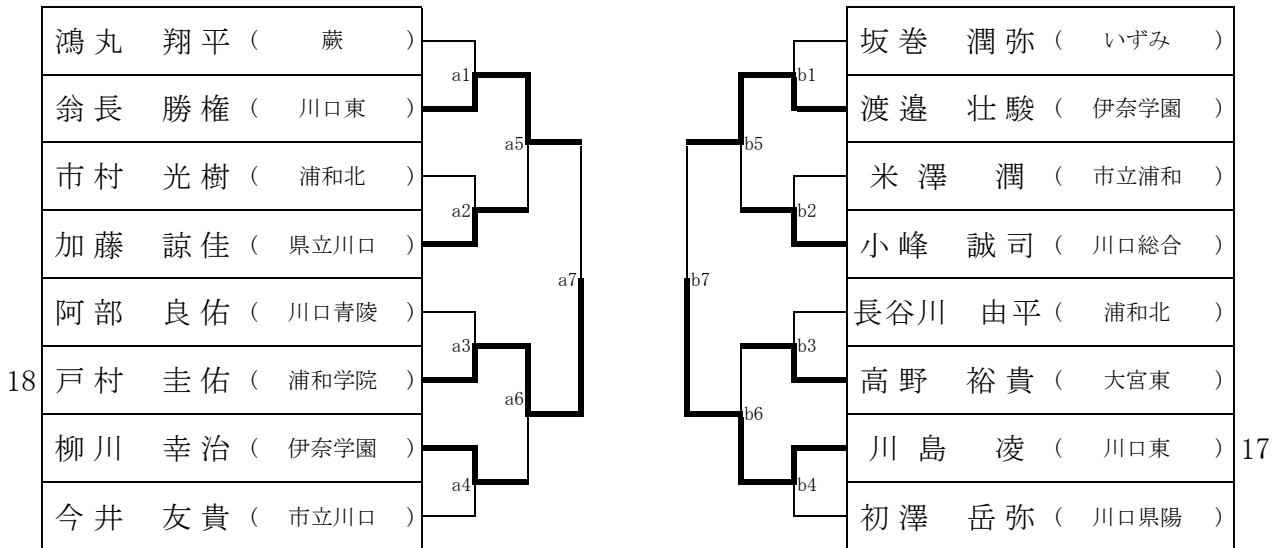 鴻丸 翔平 ( 蕨 )
a1
翁長 勝権 ( 川口東 )
a5
市村 光樹 ( 浦和北 )
a2
加藤 諒佳 ( 県立川口 )
a7
阿部 良佑 ( 川口青陵 )
a3
18 戸村 圭佑 ( 浦和学院 )
a6
柳川 幸治 ( 伊奈学園 )
a4
今井 友貴 ( 市立川口 )
坂巻 潤弥 ( いずみ )
b1
渡邉 壮駿 ( 伊奈学園 )
b5
米澤 潤 ( 市立浦和 )
b2
小峰 誠司 ( 川口総合 )
b7
長谷川 由平 ( 浦和北 )
b3
高野 裕貴 ( 大宮東 )
b6
川島 凌 ( 川口東 ) 17
b4
初澤 岳弥 ( 川口県陽 )